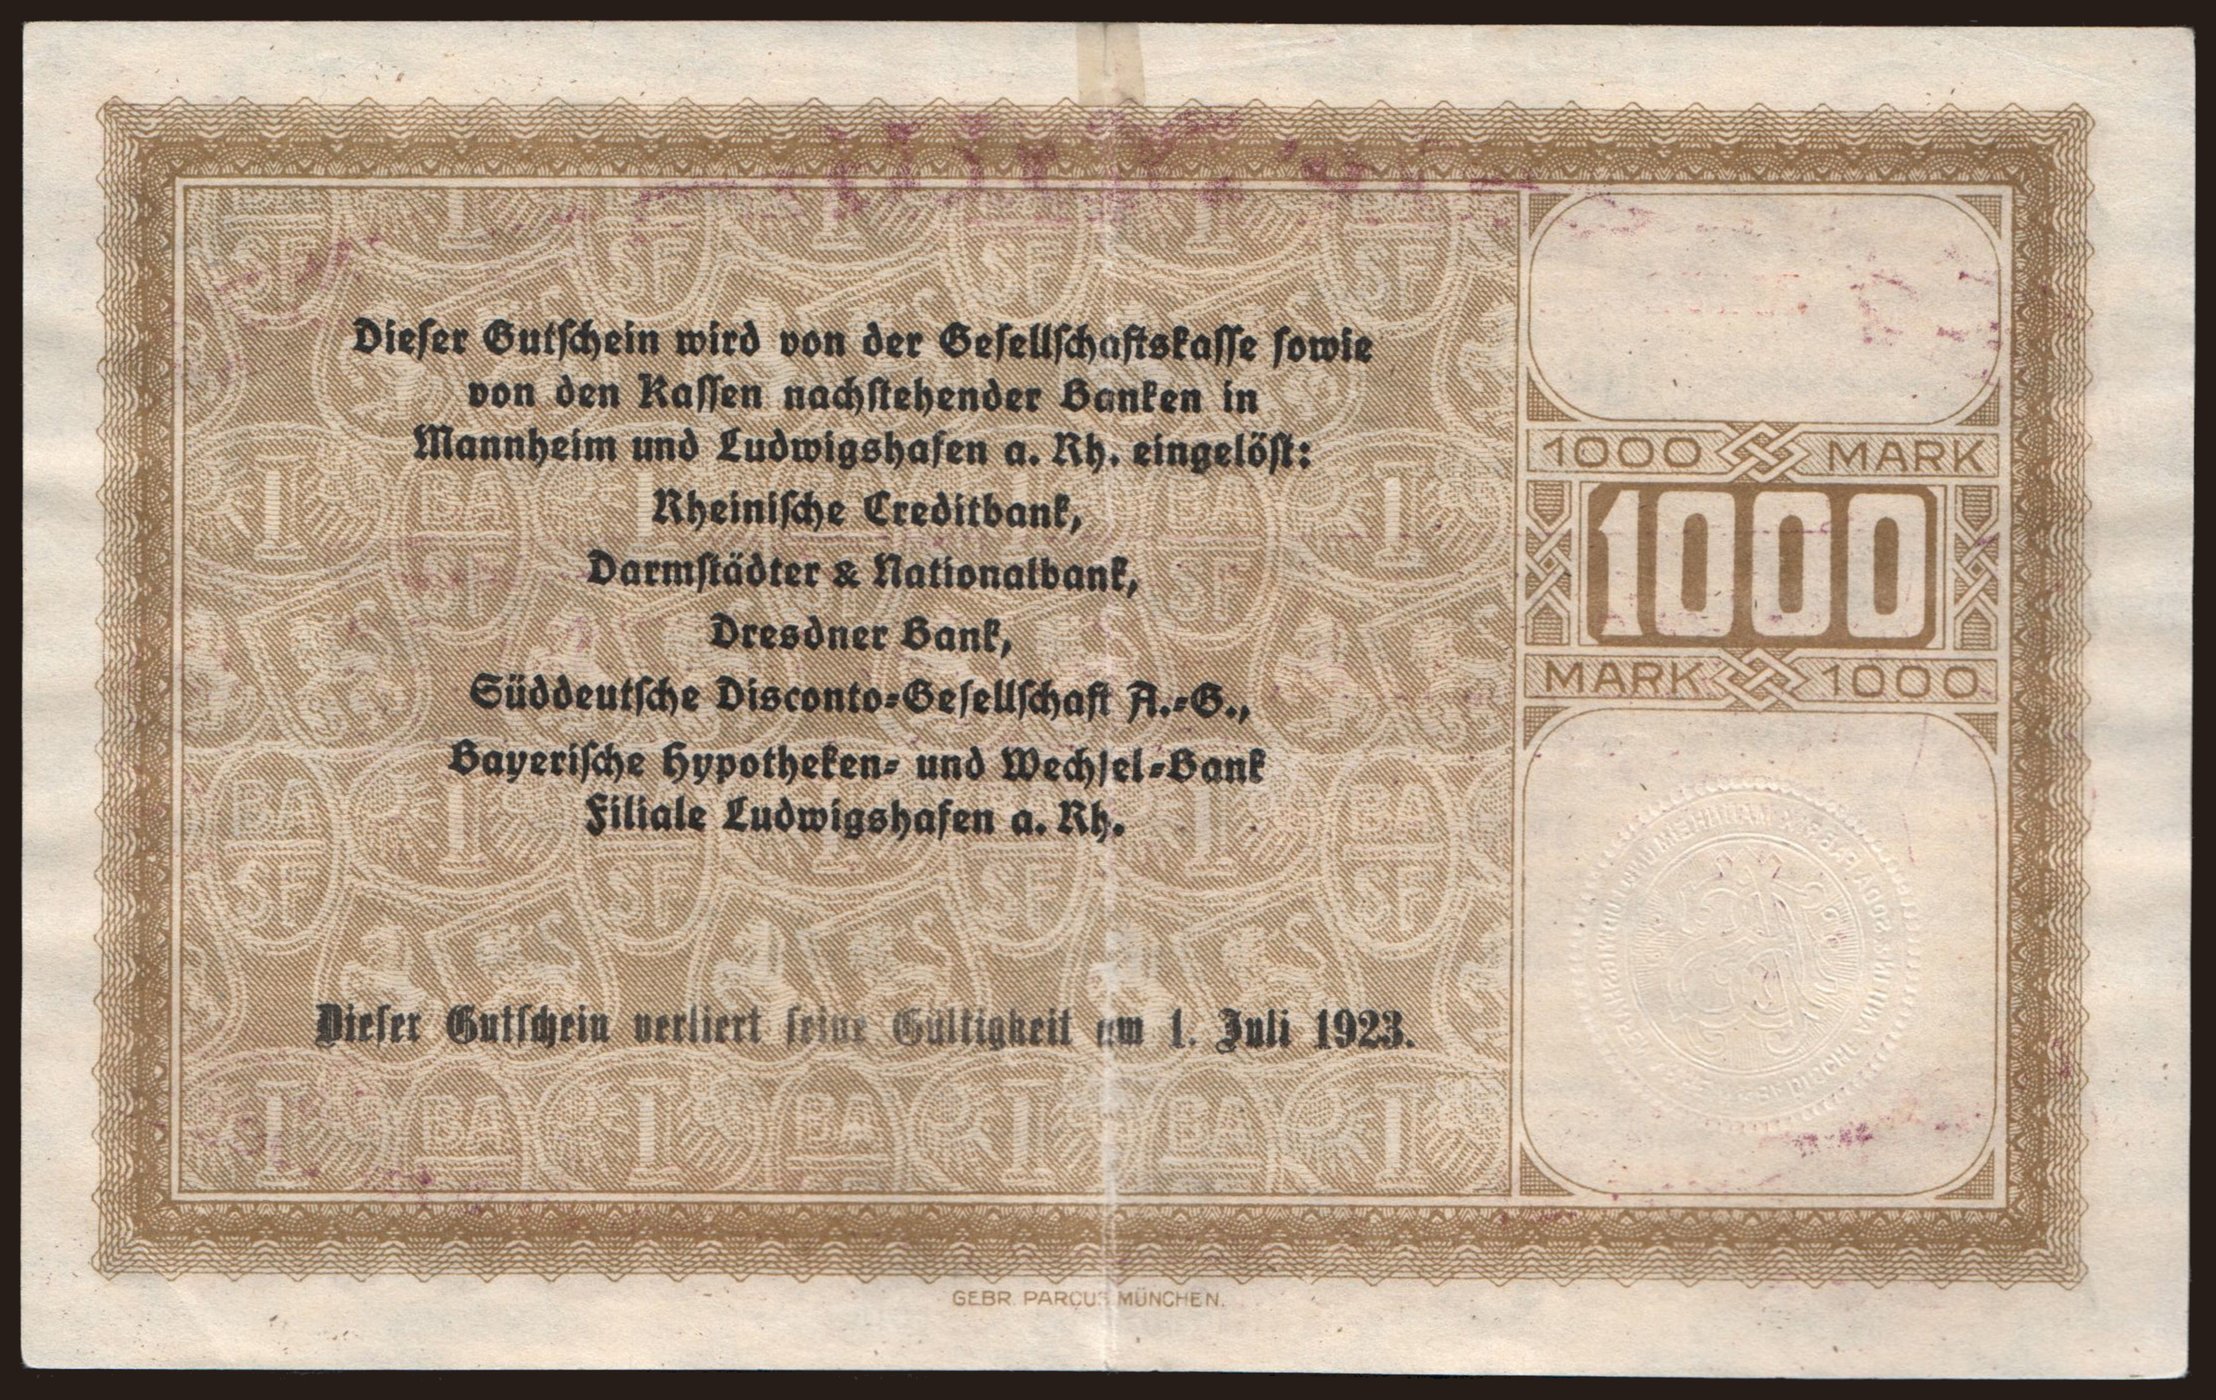 Dieser Gutschein wird von der Gesellschaftskasse sowie
von den Kassen nachstehender Banken in
Mannheim und Ludwigshafen a. Rh. eingelöst:
Rheinische Creditbank,
Darmstädter & Nationalbank,
Dresdner Bank,
Süddeutsche Disconto-Gesellschaft A.-G.,
Bayerische Hypotheken- und Wechsel-Bank
Filiale Ludwigshafen a. Rh.
Dieser Gutschein verliert seine Gültigkeit am 1. Juli 1923.
1000 MARK
1000
MARK 1000
GEBR. PARCUS MÜNCHEN.